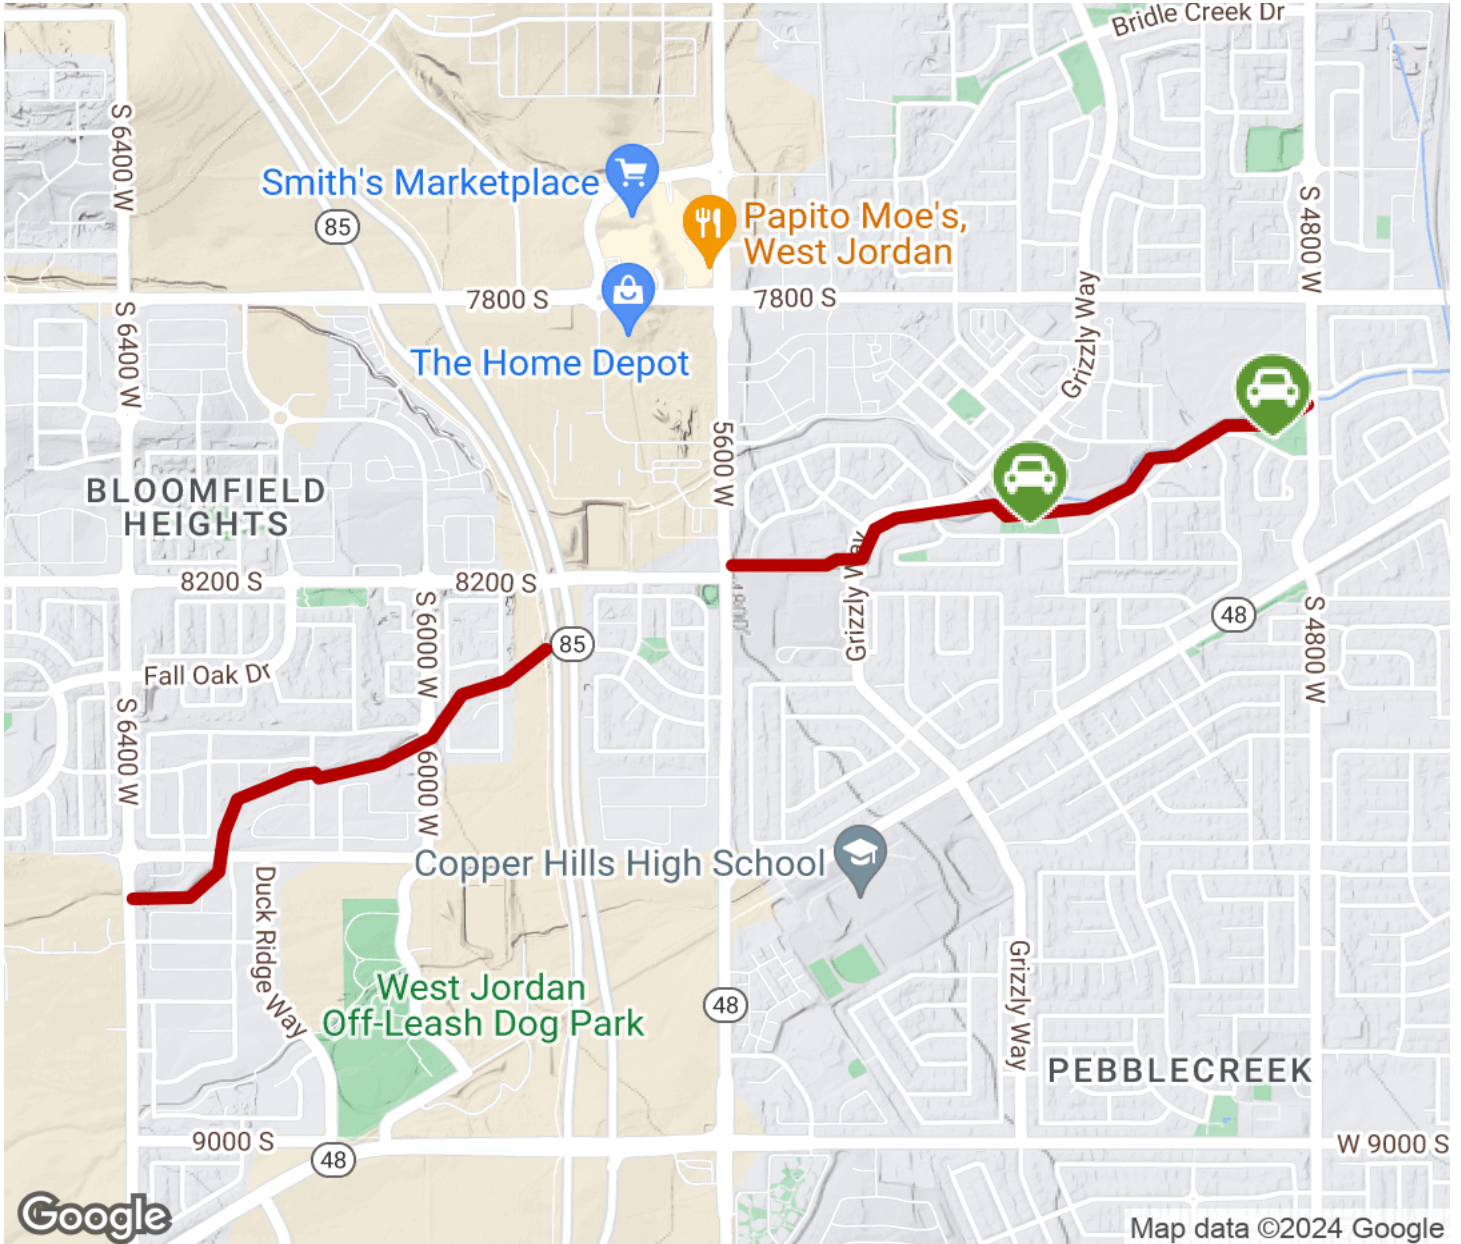 Bridle Creek Dr
S 6400 W
Smith's Marketplace
85
Papito Moe's,
West Jordan
S 4800 W
7800 S
7800 S
S 6400 W
The Home Depot
Grizzly Way
5600 W
BLOOMFIELD
HEIGHTS
8200 S
8200 S
S 6000 W
Grizzly Way
48
S 4800 W
85
Fall Oak Dr
S 6400 W
6000 W
Copper Hills High School
Duck Ridge Way
West Jordan
Off-Leash Dog Park
48
Grizzly Way
PEBBLECREEK
9000 S
48
W 9000 S
Google
Map data ©2024 Google